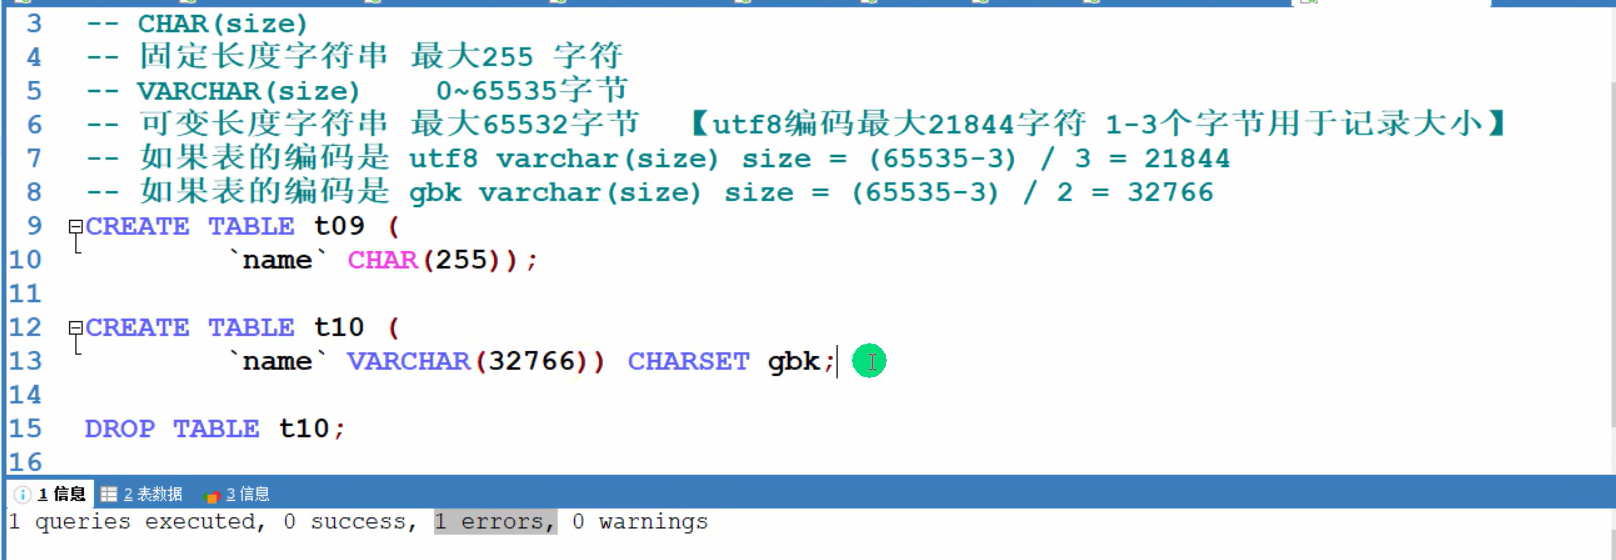 3 -- CHAR(size)
4 -- 固定长度字符串 最大255 字符
5 -- VARCHAR(size) 0~65535字节
6 -- 可变长度字符串 最大65532字节 【utf8编码最大21844字符 1-3个字节用于记录大小】
7 -- 如果表的编码是 utf8 varchar(size) size = (65535-3) / 3 = 21844
8 -- 如果表的编码是 gbk varchar(size) size = (65535-3) / 2 = 32766
9 CREATE TABLE t09 (
10 `name` CHAR(255));
11
12 CREATE TABLE t10 (
13 `name` VARCHAR(32766)) CHARSET gbk;
14
15 DROP TABLE t10;
16
1 信息 2 表数据 3 信息
1 queries executed, 0 success, 1 errors, 0 warnings